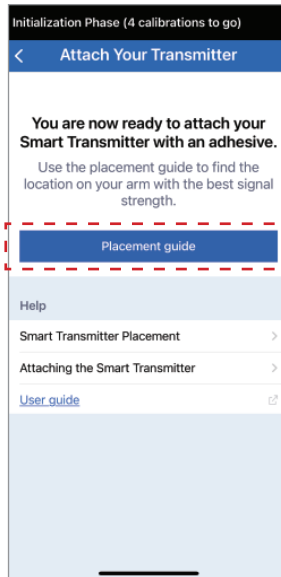 Initialization Phase (4 calibrations to go)
Attach Your Transmitter
You are now ready to attach your
Smart Transmitter with an adhesive.
Use the placement guide to find the
location on your arm with the best signal
strength.
Placement guide
Help
Smart Transmitter Placement
Attaching the Smart Transmitter
User guide